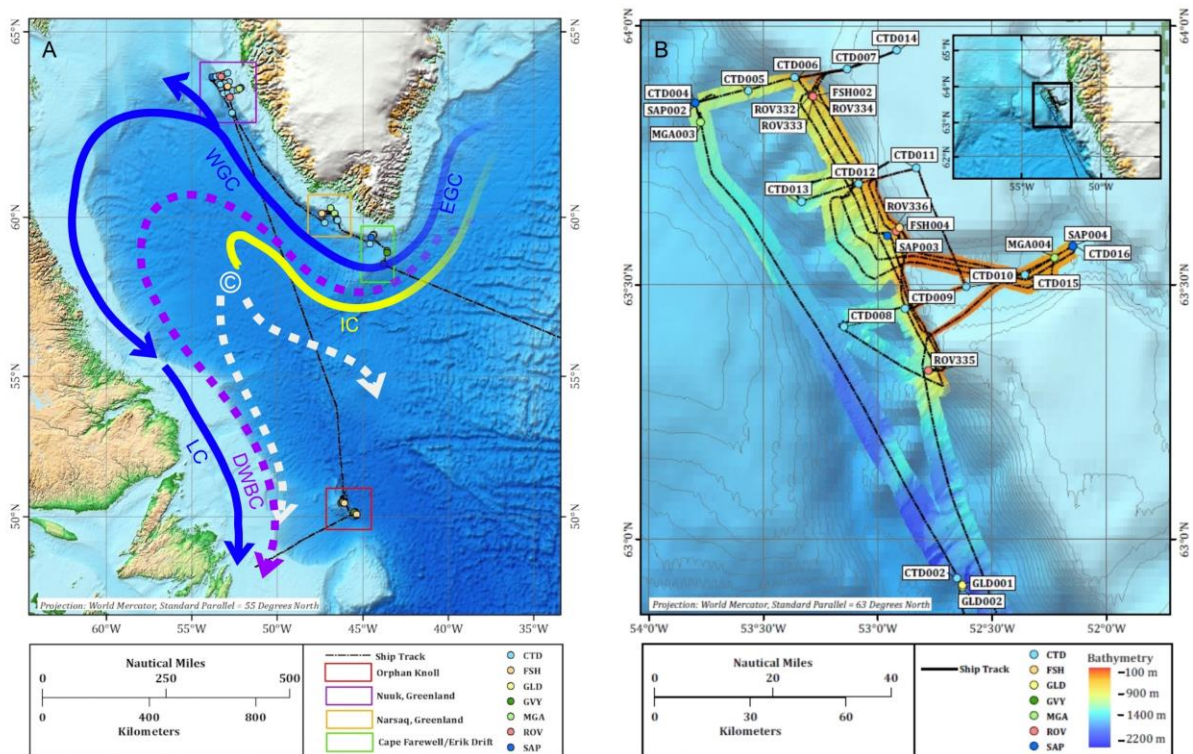 A
65°N
60°N
55°N
50°N
WGC
EGC
IC
©
DWBC
LC
Projection: World Mercator, Standard Parallel = 55 Degrees North
60°W 55°W 50°W 45°W 40°W 35°W
65°N
60°N
55°N
50°N
Nautical Miles
0 250 500
0 400 800
Kilometers
Ship Track
Orphan Knoll
Nuuk, Greenland
Narsaq, Greenland
Cape Farewell/Erik Drift
CTD
FSH
GLD
GVY
MGA
ROV
SAP
B
64°N
63°30'N
63°0'N
CTD014
CTD007
CTD006
CTD005
CTD004
SAP002
MGA003
FSH002
ROV332
ROV334
ROV333
CTD011
CTD012
CTD013
ROV336
FSH004
SAP003
MGA004
SAP004
CTD016
CTD010
CTD015
CTD009
CTD008
ROV335
CTD002
GLD001
GLD002
65°N
64°N
63°N
62°N
55°W 50°W
65°N
64°N
63°N
62°N
Projection: World Mercator, Standard Parallel = 63 Degrees North
54°0'W 53°30'W 53°0'W 52°30'W 52°0'W
64°0'N
63°30'N
63°0'N
Nautical Miles
0 20 40
0 30 60
Kilometers
Ship Track
CTD
FSH
GLD
GVY
MGA
ROV
SAP
Bathymetry
−100 m
−900 m
−1400 m
−2200 m